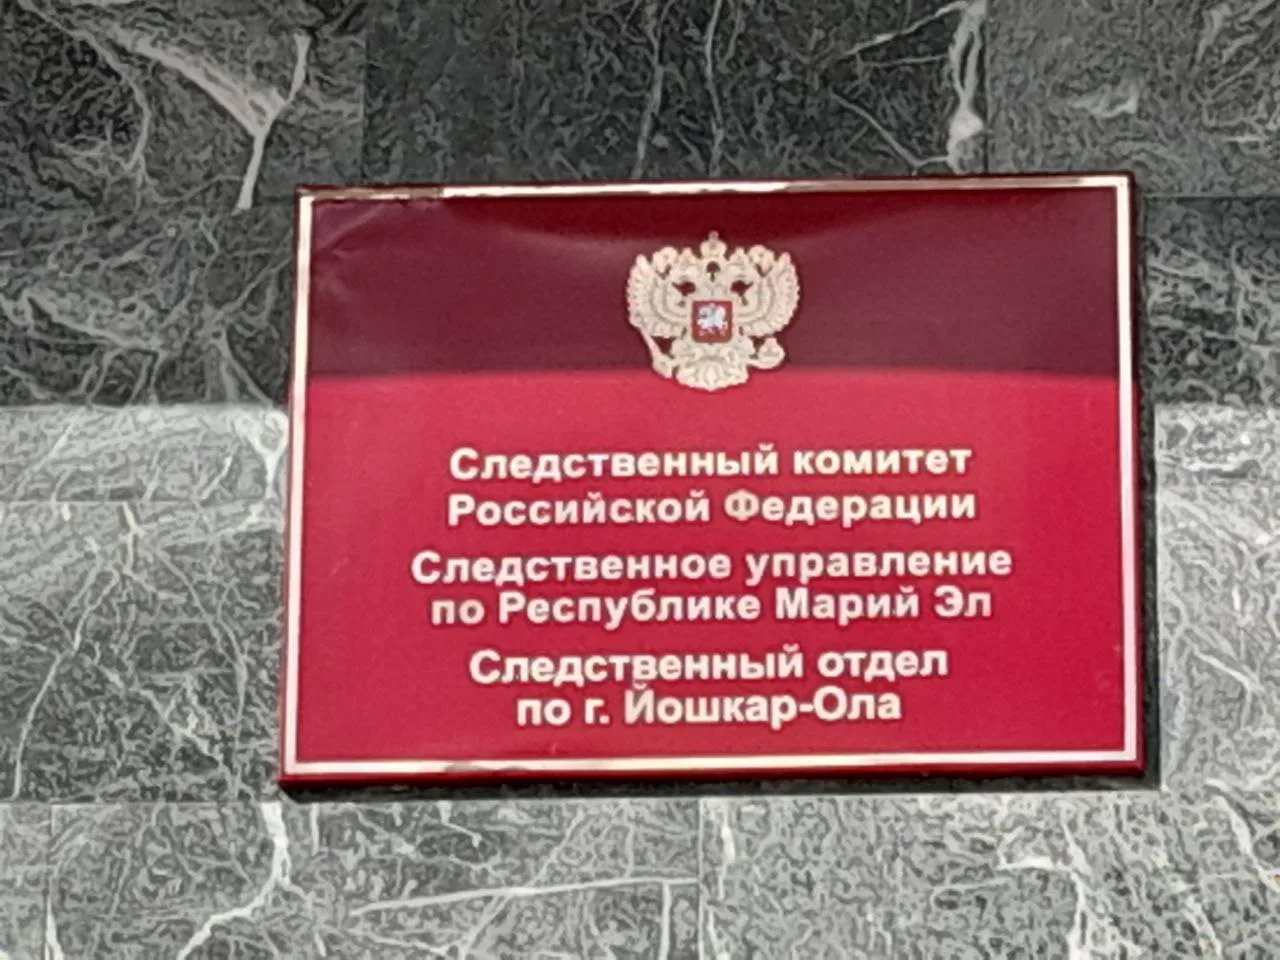 Следственный комитет
Российской Федерации
Следственное управление
по Республике Марий Эл
Следственный отдел
по г. Йошкар-Ола